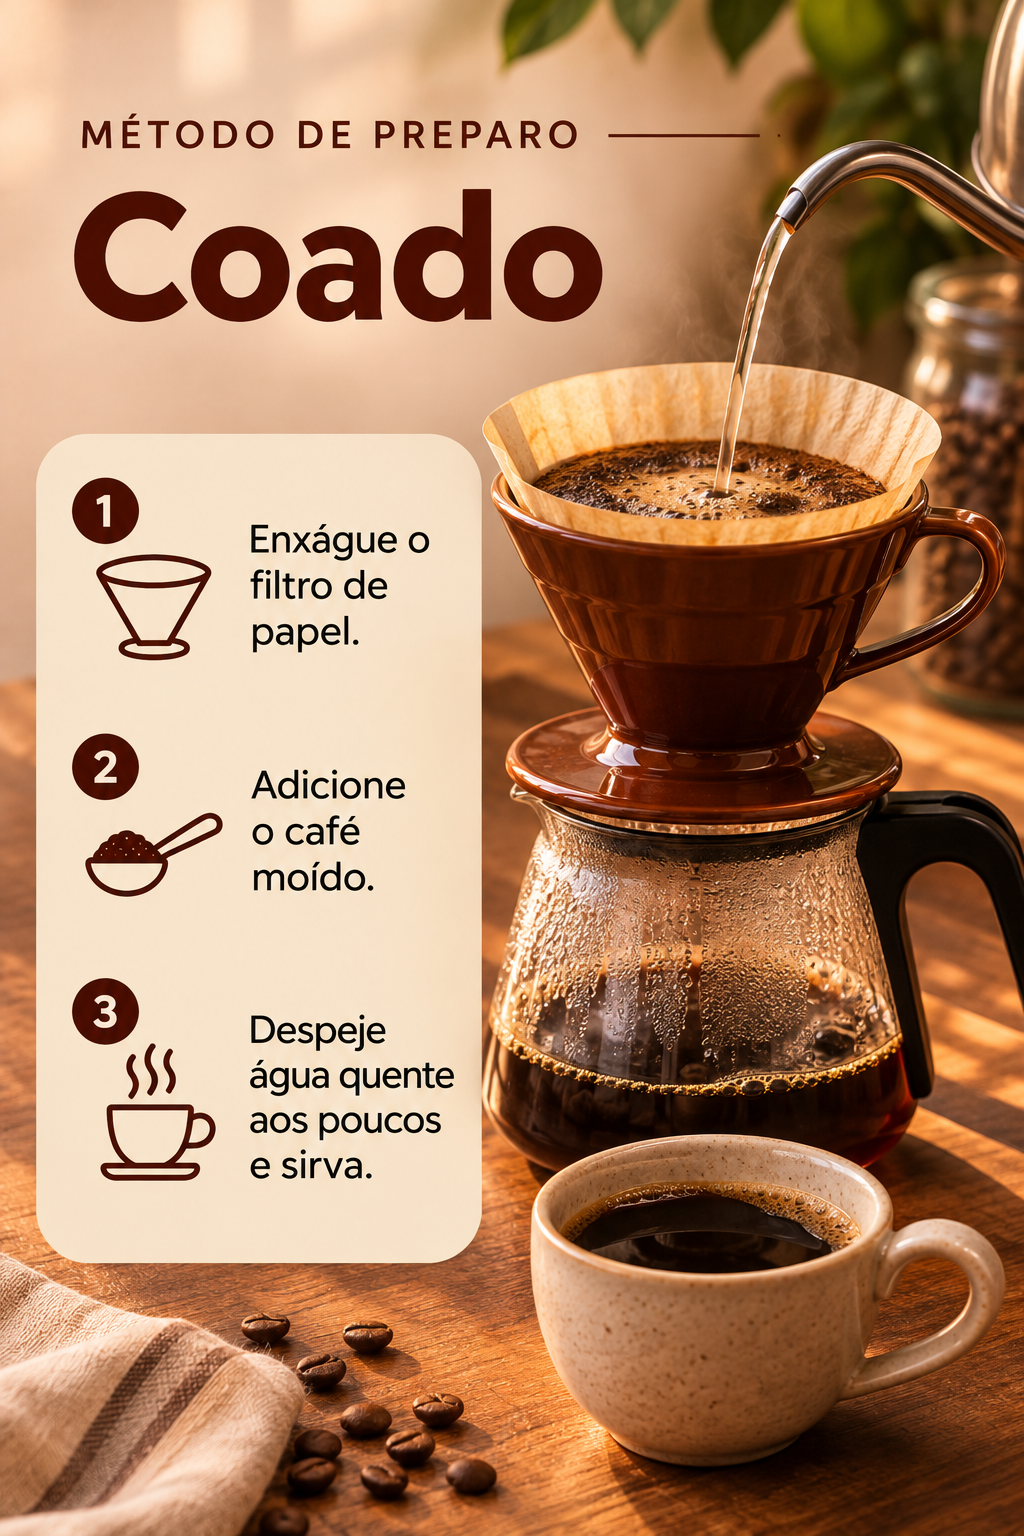 MÉTODO DE PREPARO
Coado
1
Enxágue o
filtro de
papel.
2
Adicione
o café
moído.
3
Despeje
água quente
aos poucos
e sirva.